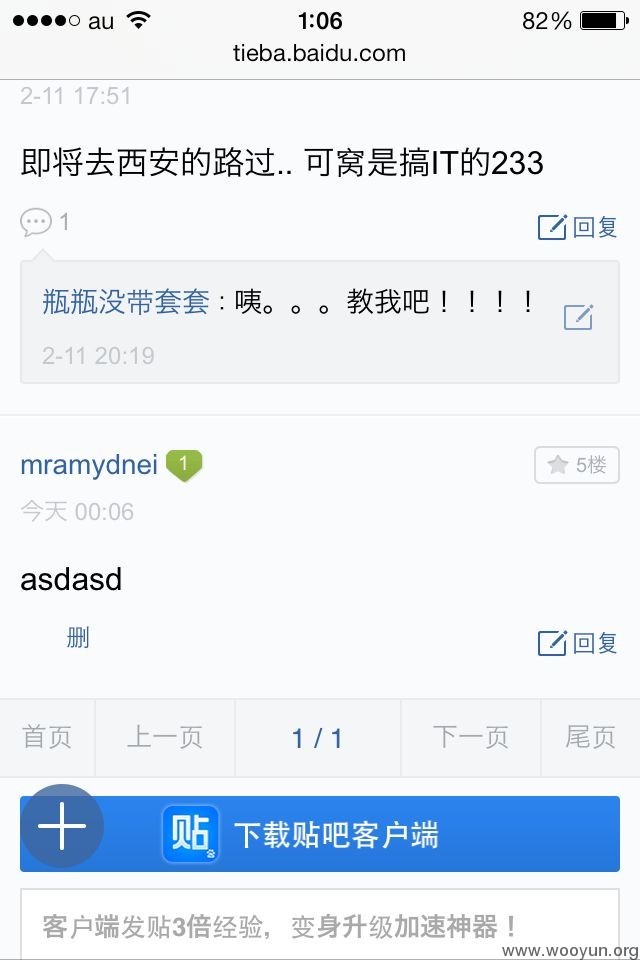 au 1:06 82%
tieba.baidu.com
2-11 17:51
即将去西安的路过.. 可窝是搞IT的233
1 回复
瓶瓶没带套套：咦。。。教我吧！！！！
2-11 20:19
mramydnei 1 5楼
今天 00:06
asdasd
删 回复
首页 上一页 1 / 1 下一页 尾页
贴 下载贴吧客户端
客户端发贴3倍经验，变身升级加速神器！
www.wooyun.org